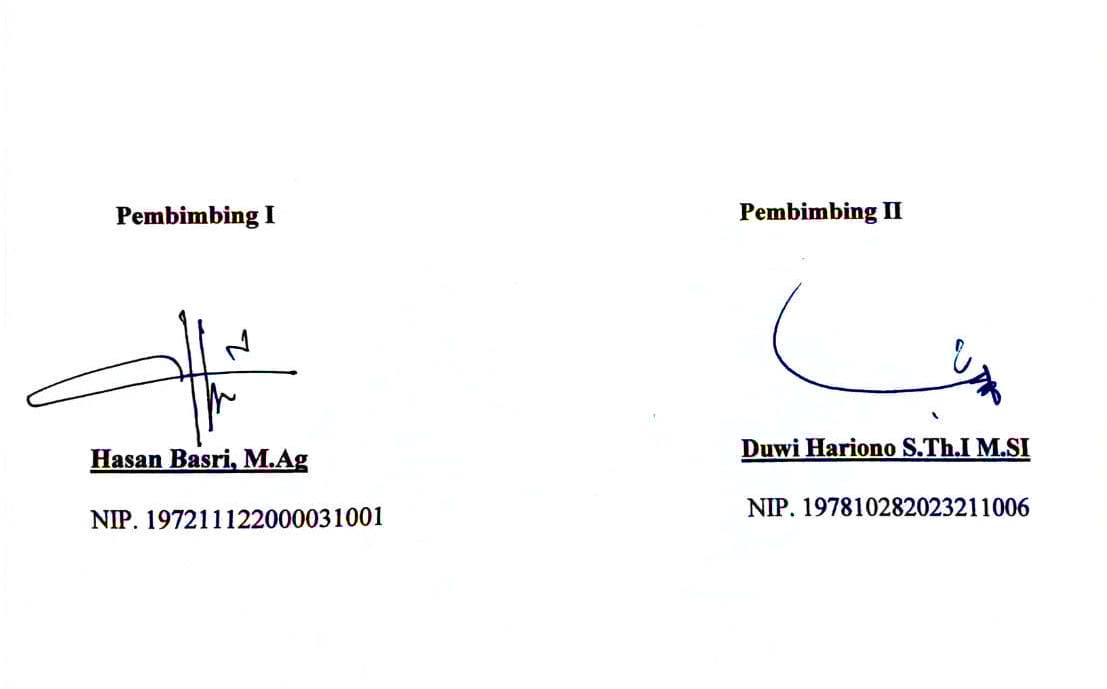 Pembimbing I
Pembimbing II
Hasan Basri, M.Ag
Duwi Hariono S.Th.I M.SI
NIP. 197211122000031001
NIP. 197810282023211006